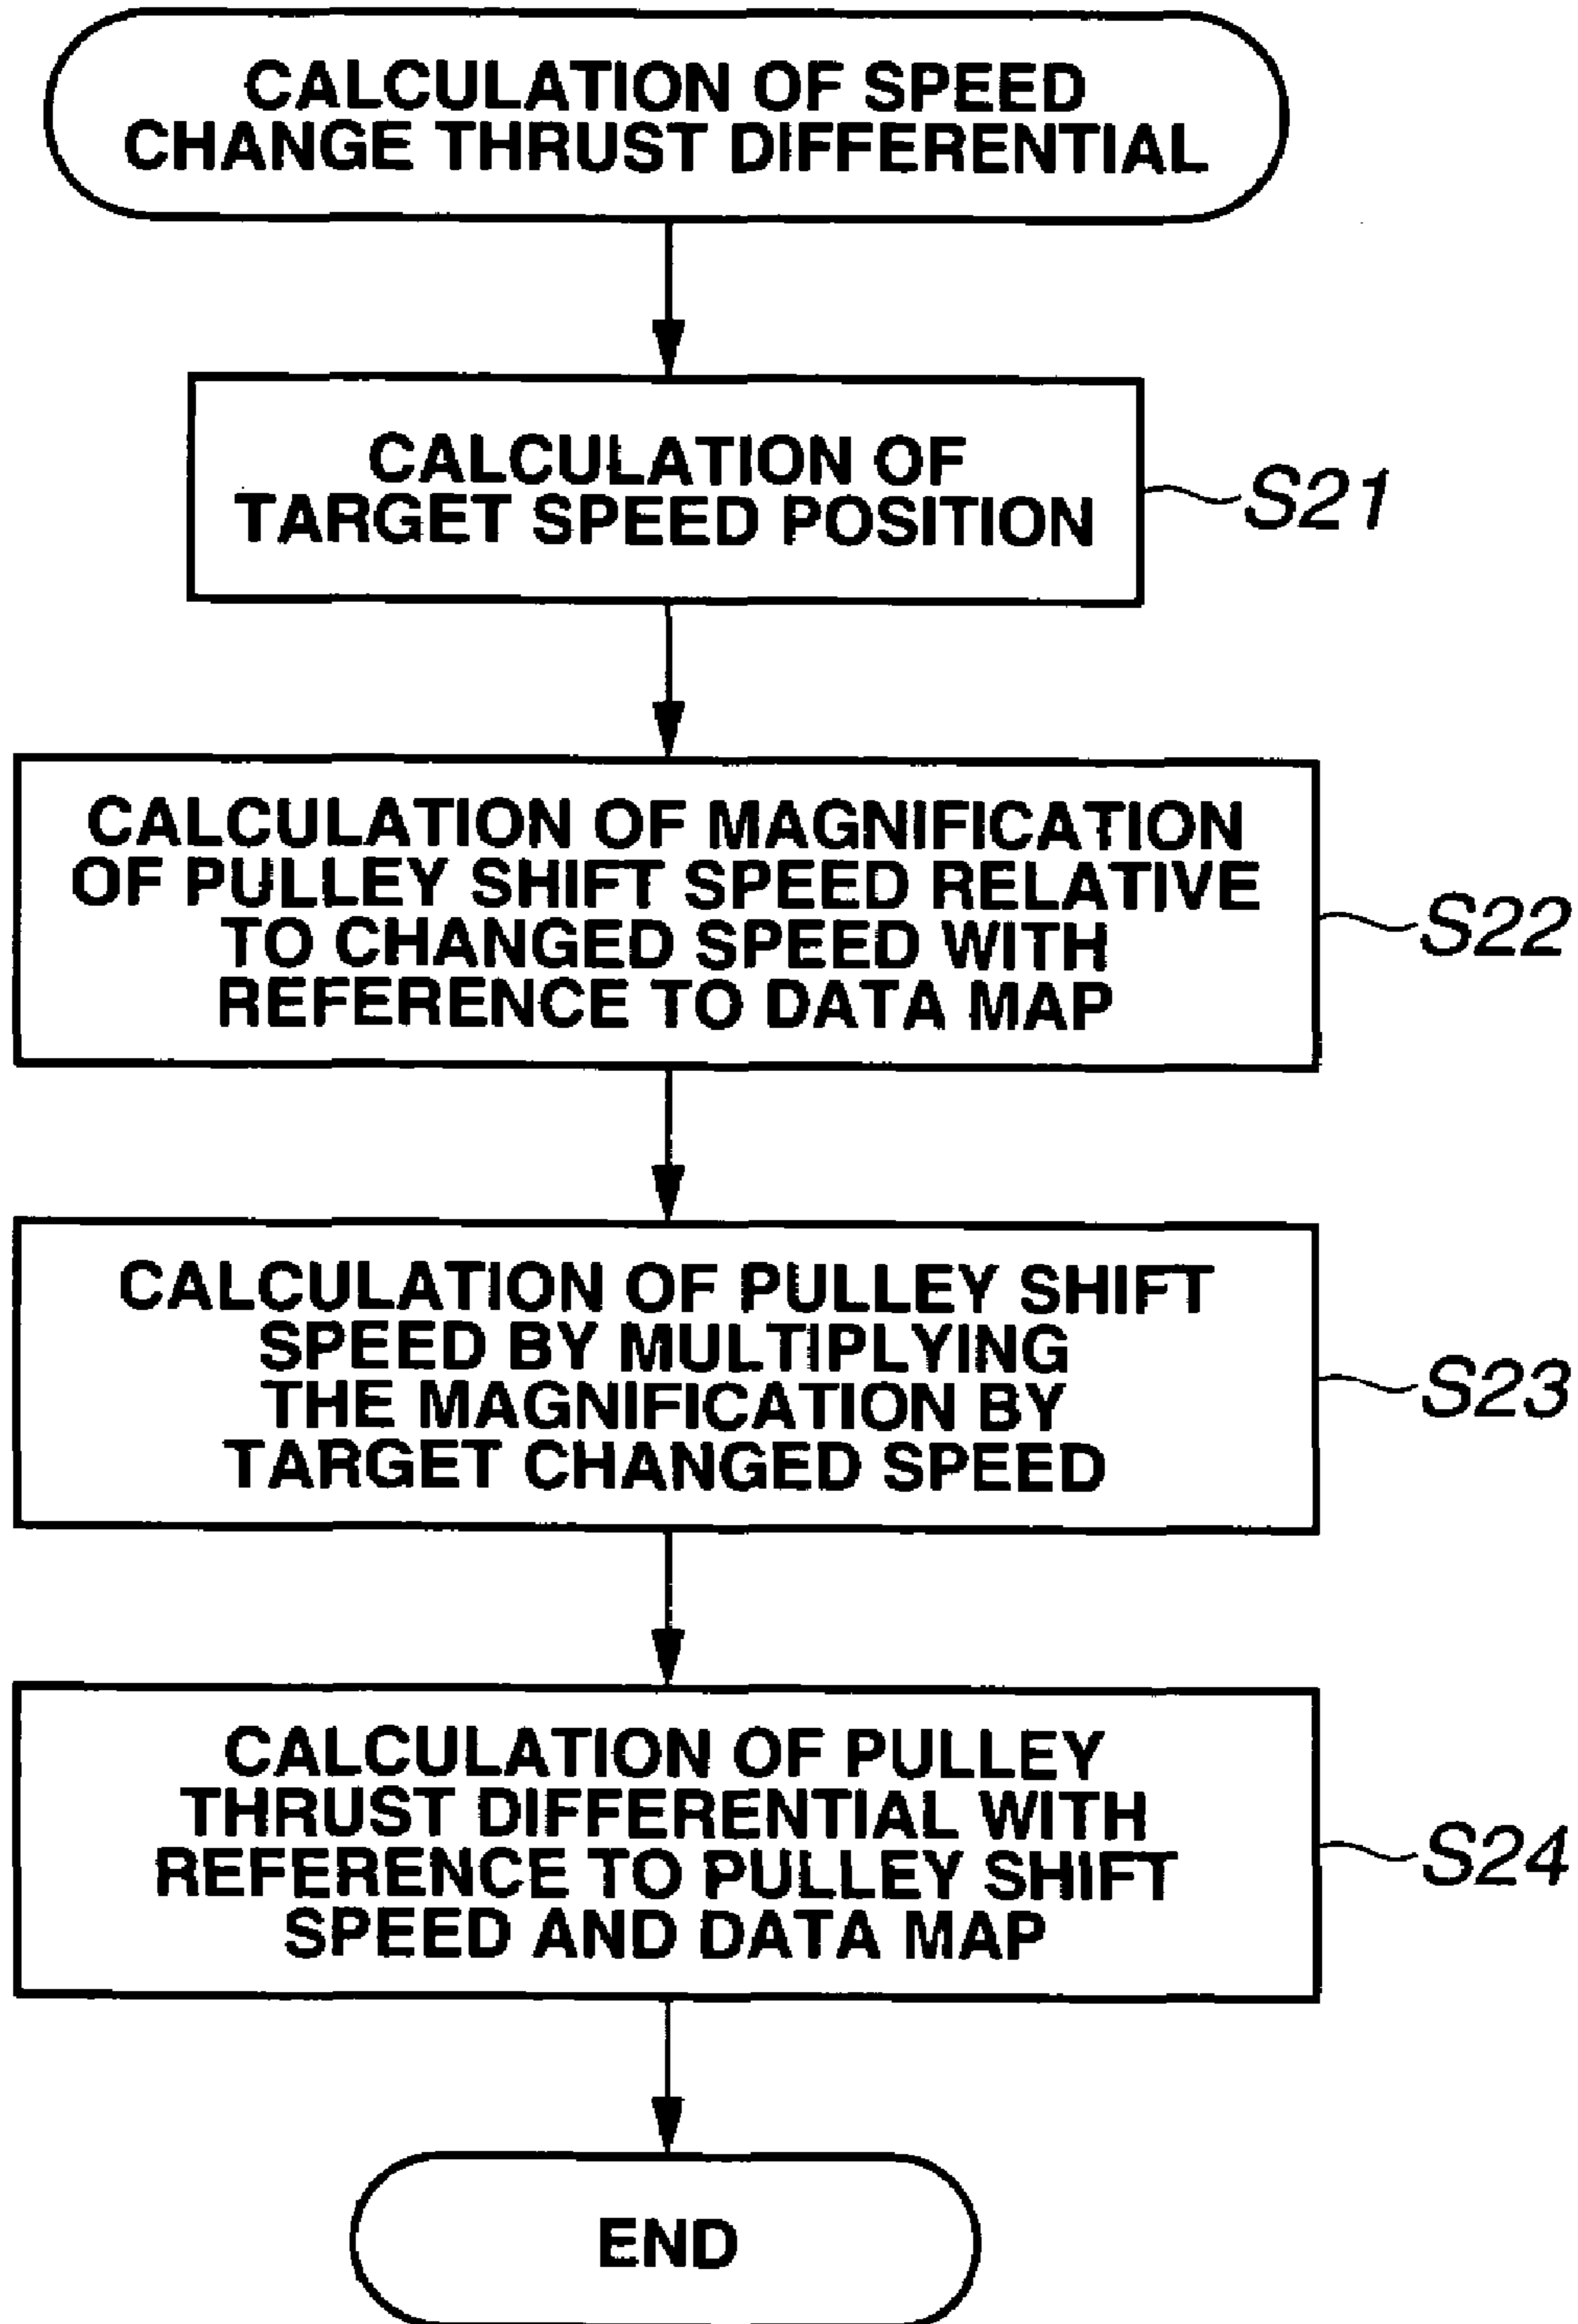 CALCULATION OF SPEED
CHANGE THRUST DIFFERENTIAL
CALCULATION OF
TARGET SPEED POSITION
S21
CALCULATION OF MAGNIFICATION
OF PULLEY SHIFT SPEED RELATIVE
TO CHANGED SPEED WITH
REFERENCE TO DATA MAP
S22
CALCULATION OF PULLEY SHIFT
SPEED BY MULTIPLYING
THE MAGNIFICATION BY
TARGET CHANGED SPEED
S23
CALCULATION OF PULLEY
THRUST DIFFERENTIAL WITH
REFERENCE TO PULLEY SHIFT
SPEED AND DATA MAP
S24
END